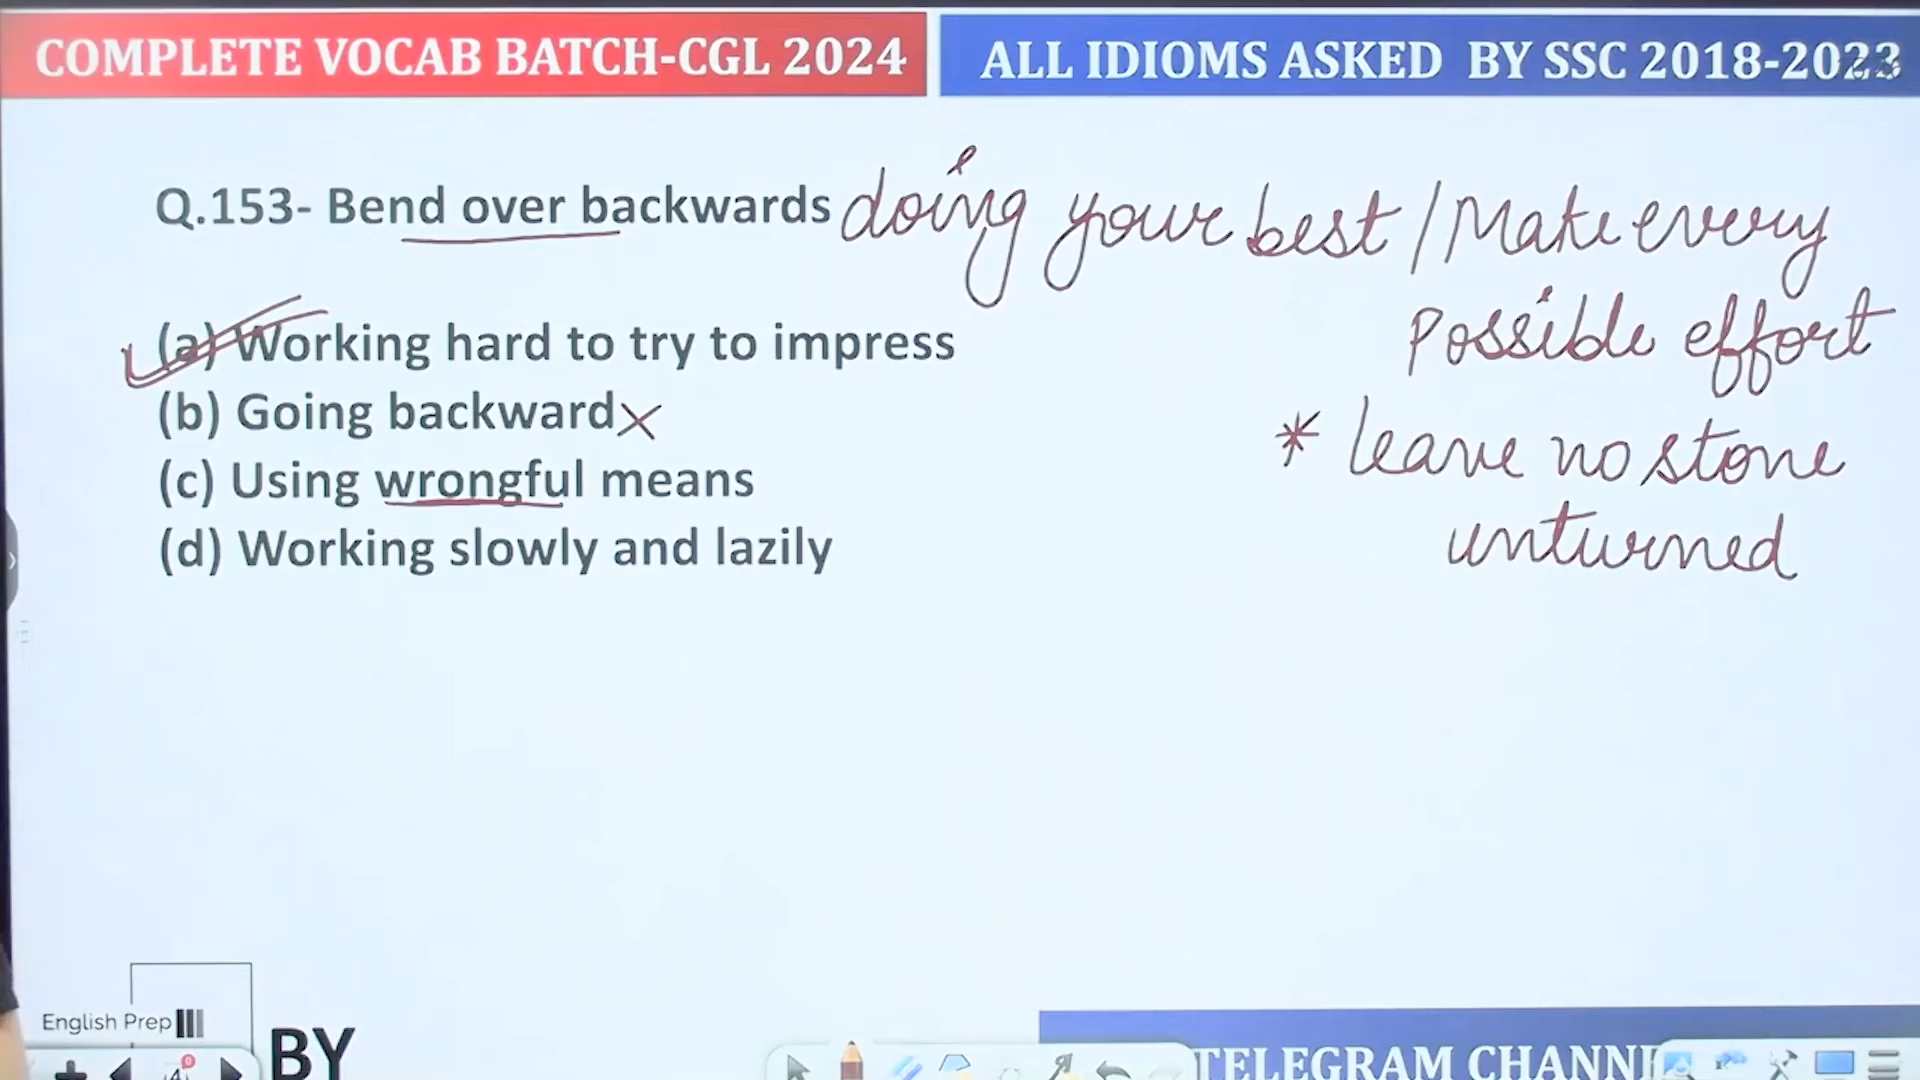 COMPLETE VOCAB BATCH-CGL 2024
ALL IDIOMS ASKED BY SSC 2018-2023
Q.153- Bend over backwards doing your best / Make every
possible effort
* leave no stone
unturned
(a) Working hard to try to impress
(b) Going backward ×
(c) Using wrongful means
(d) Working slowly and lazily
English Prep
BY
TELEGRAM CHANNE